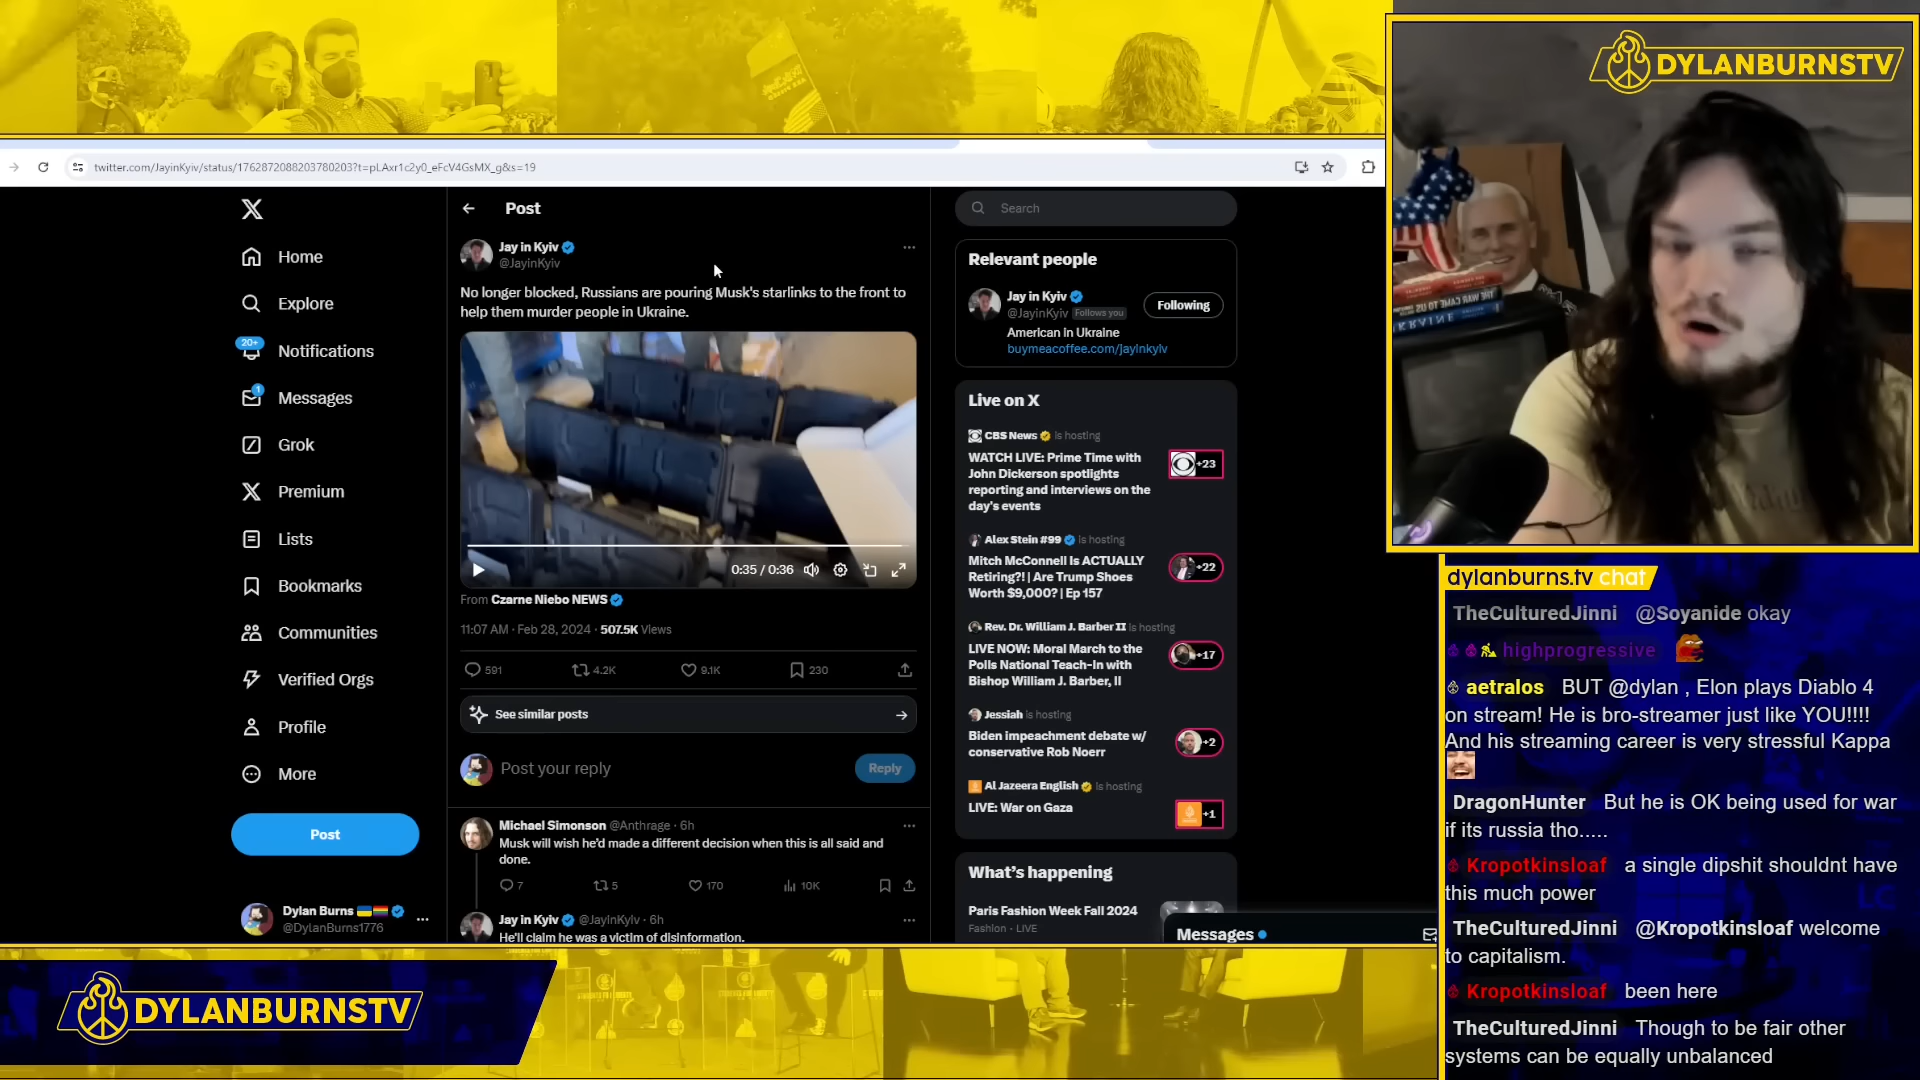 DYLANBURNSTV
twitter.com/JayinKyiv/status/1762872088203780203?t=pLAxr1c2y0_eFcV4GsMX_g&s=19
Home
Explore
20+
Notifications
1
Messages
Grok
Premium
Lists
Bookmarks
Communities
Verified Orgs
Profile
More
Post
Dylan Burns
@DylanBurns1776
Post
Jay in Kyiv
@JayinKyiv
No longer blocked, Russians are pouring Musk's starlinks to the front to
help them murder people in Ukraine.
0:35 / 0:36
From Czarne Niebo NEWS
11:07 AM · Feb 28, 2024 · 507.5K Views
591
4.2K
9.1K
230
See similar posts
Post your reply
Reply
Michael Simonson @Anthrage · 6h
Musk will wish he'd made a different decision when this is all said and
done.
7
5
170
10K
Jay in Kyiv @JayinKyiv · 6h
He'll claim he was a victim of disinformation.
Search
Relevant people
Jay in Kyiv
@JayinKyiv Follows you
Following
American in Ukraine
buymeacoffee.com/jayinkyiv
Live on X
CBS News is hosting
WATCH LIVE: Prime Time with
John Dickerson spotlights
reporting and interviews on the
day's events
+23
Alex Stein #99 is hosting
Mitch McConnell Is ACTUALLY
Retiring?! | Are Trump Shoes
Worth $9,000? | Ep 157
+22
Rev. Dr. William J. Barber II is hosting
LIVE NOW: Moral March to the
Polls National Teach-In with
Bishop William J. Barber, II
+17
Jessiah is hosting
Biden impeachment debate w/
conservative Rob Noerr
+2
Al Jazeera English is hosting
LIVE: War on Gaza
+1
What's happening
Paris Fashion Week Fall 2024
Fashion · LIVE
Messages
THE WAR CAME TO US
UKRAINE
dylanburns.tv chat
TheCulturedJinni @Soyanide okay
highprogressive
aetralos BUT @dylan , Elon plays Diablo 4
on stream! He is bro-streamer just like YOU!!!!
And his streaming career is very stressful Kappa
DragonHunter But he is OK being used for war
if its russia tho.....
Kropotkinsloaf a single dipshit shouldnt have
this much power
TheCulturedJinni @Kropotkinsloaf welcome
to capitalism.
Kropotkinsloaf been here
TheCulturedJinni Though to be fair other
systems can be equally unbalanced
DYLANBURNSTV